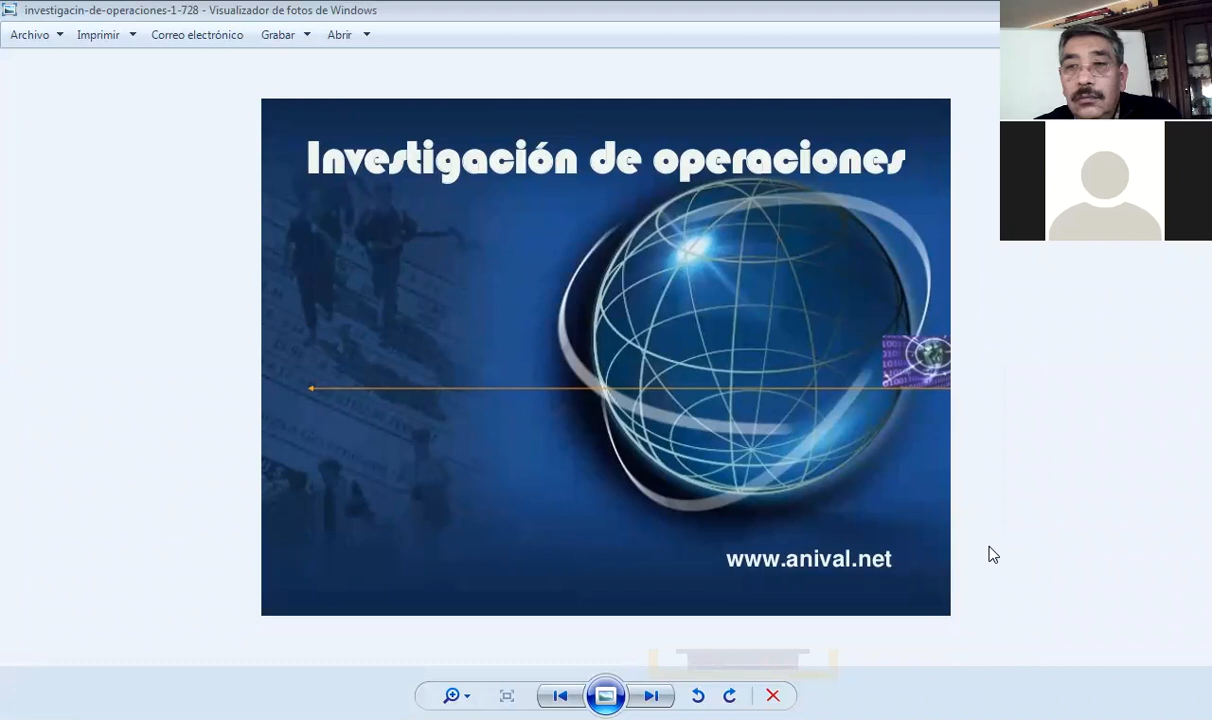 investigacin-de-operaciones-1-728 - Visualizador de fotos de Windows
Archivo Imprimir Correo electrónico Grabar Abrir
Investigación de operaciones
www.anival.net